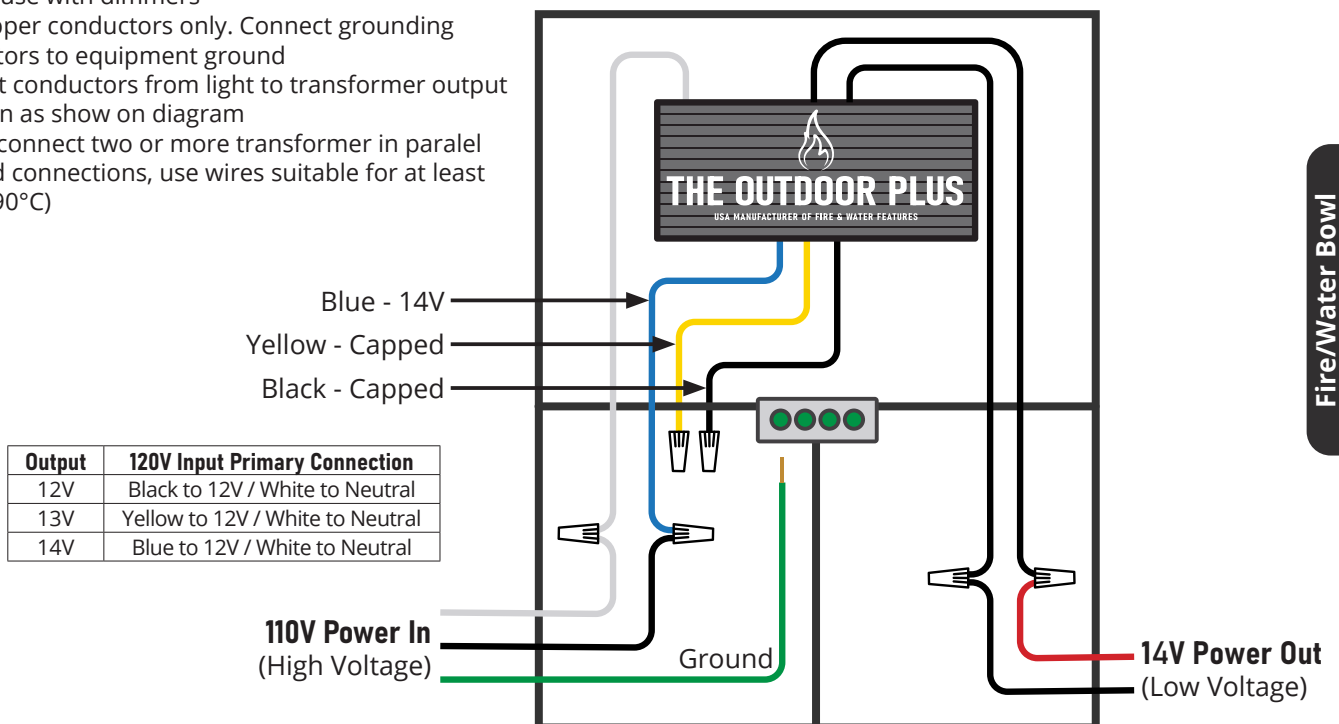 use with dimmers
per conductors only. Connect grounding
tors to equipment ground
t conductors from light to transformer output
n as show on diagram
connect two or more transformer in paralel
d connections, use wires suitable for at least
90°C)
THE OUTDOOR PLUS
USA MANUFACTURER OF FIRE & WATER FEATURES
Fire/Water Bowl
Blue - 14V
Yellow - Capped
Black - Capped
Output 120V Input Primary Connection
12V Black to 12V / White to Neutral
13V Yellow to 12V / White to Neutral
14V Blue to 12V / White to Neutral
110V Power In
(High Voltage)
Ground
14V Power Out
(Low Voltage)